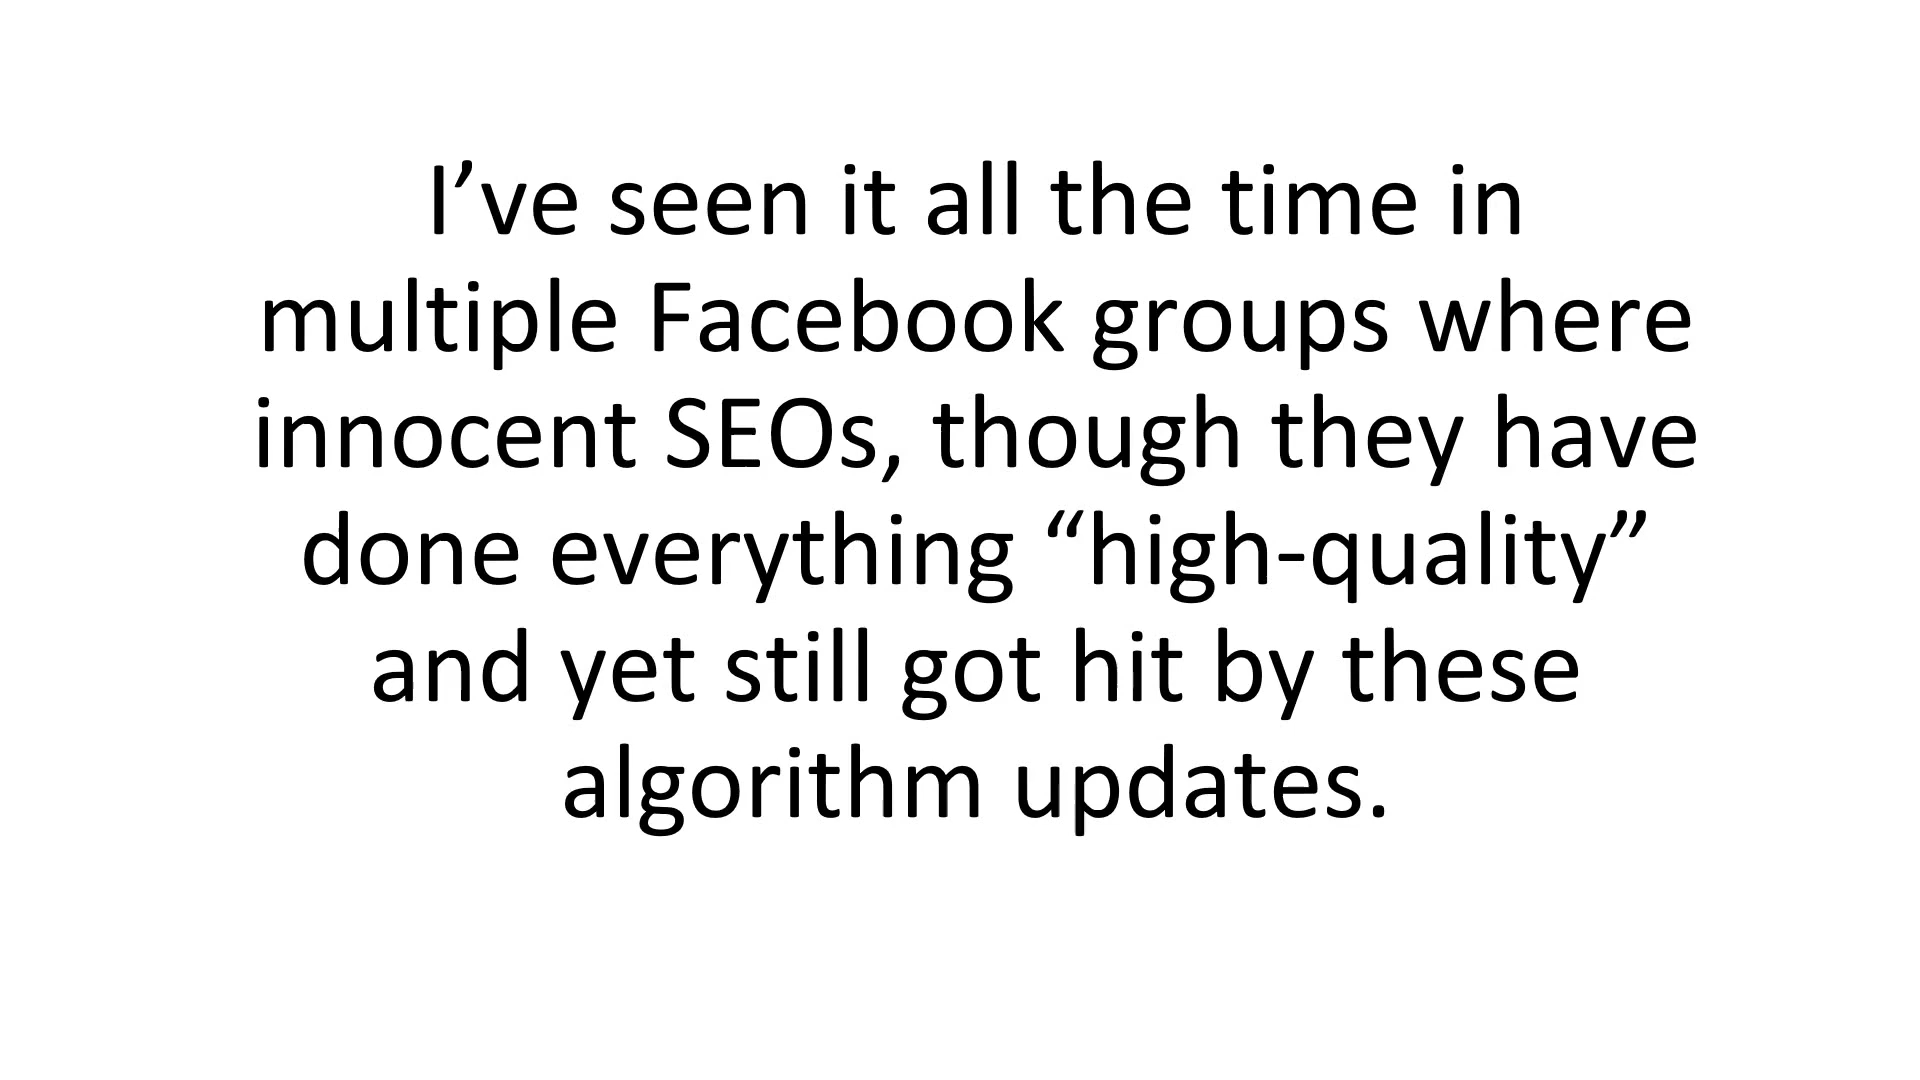 I’ve seen it all the time in
multiple Facebook groups where
innocent SEOs, though they have
done everything “high-quality”
and yet still got hit by these
algorithm updates.